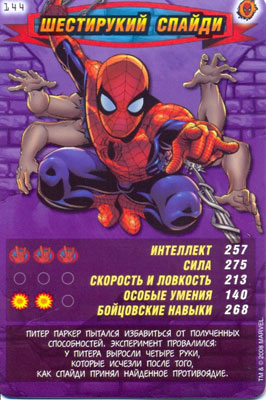 144
ШЕСТИРУКИЙ СПАЙДИ
ИНТЕЛЛЕКТ 257
СИЛА 275
СКОРОСТЬ И ЛОВКОСТЬ 213
ОСОБЫЕ УМЕНИЯ 140
БОЙЦОВСКИЕ НАВЫКИ 268
ПИТЕР ПАРКЕР ПЫТАЛСЯ ИЗБАВИТЬСЯ ОТ ПОЛУЧЕННЫХ
СПОСОБНОСТЕЙ. ЭКСПЕРИМЕНТ ПРОВАЛИЛСЯ:
У ПИТЕРА ВЫРОСЛИ ЧЕТЫРЕ РУКИ,
КОТОРЫЕ ИСЧЕЗЛИ ПОСЛЕ ТОГО,
КАК СПАЙДИ ПРИНЯЛ НАЙДЕННОЕ ПРОТИВОЯДИЕ.
TM & © 2008 MARVEL